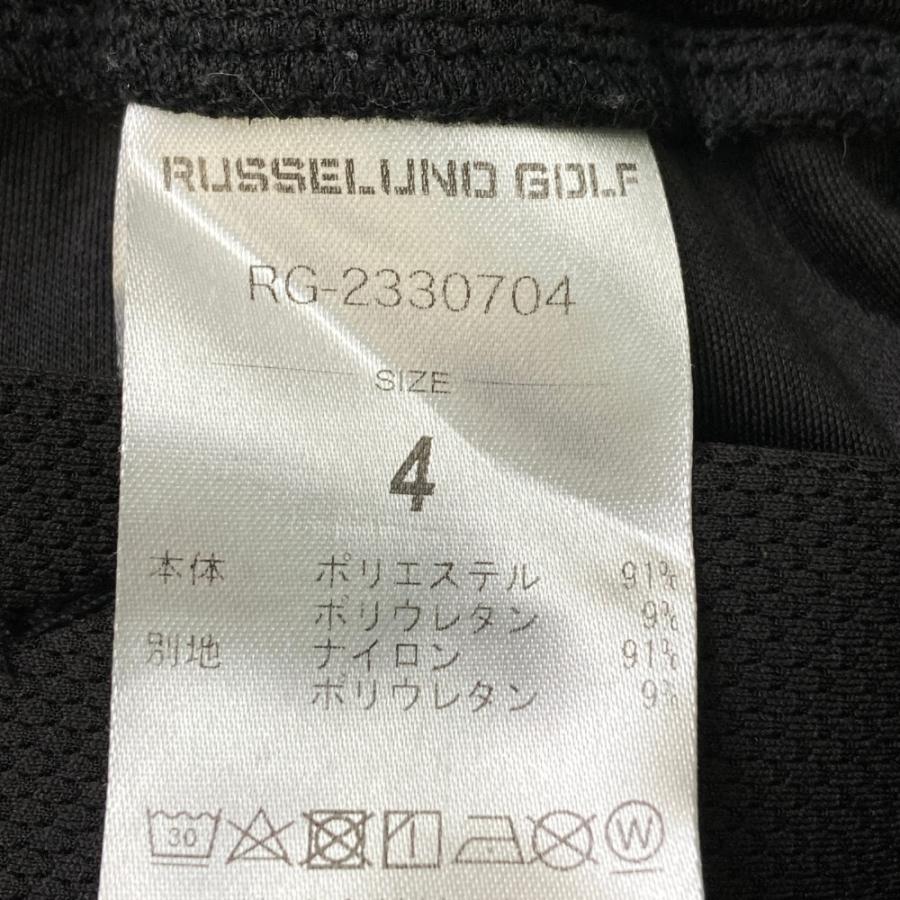 RUSSELUNO GOLF
RG-2330704
SIZE
4
本体 ポリエステル 91%
ポリウレタン 9%
別地 ナイロン 91%
ポリウレタン 9%
30 W